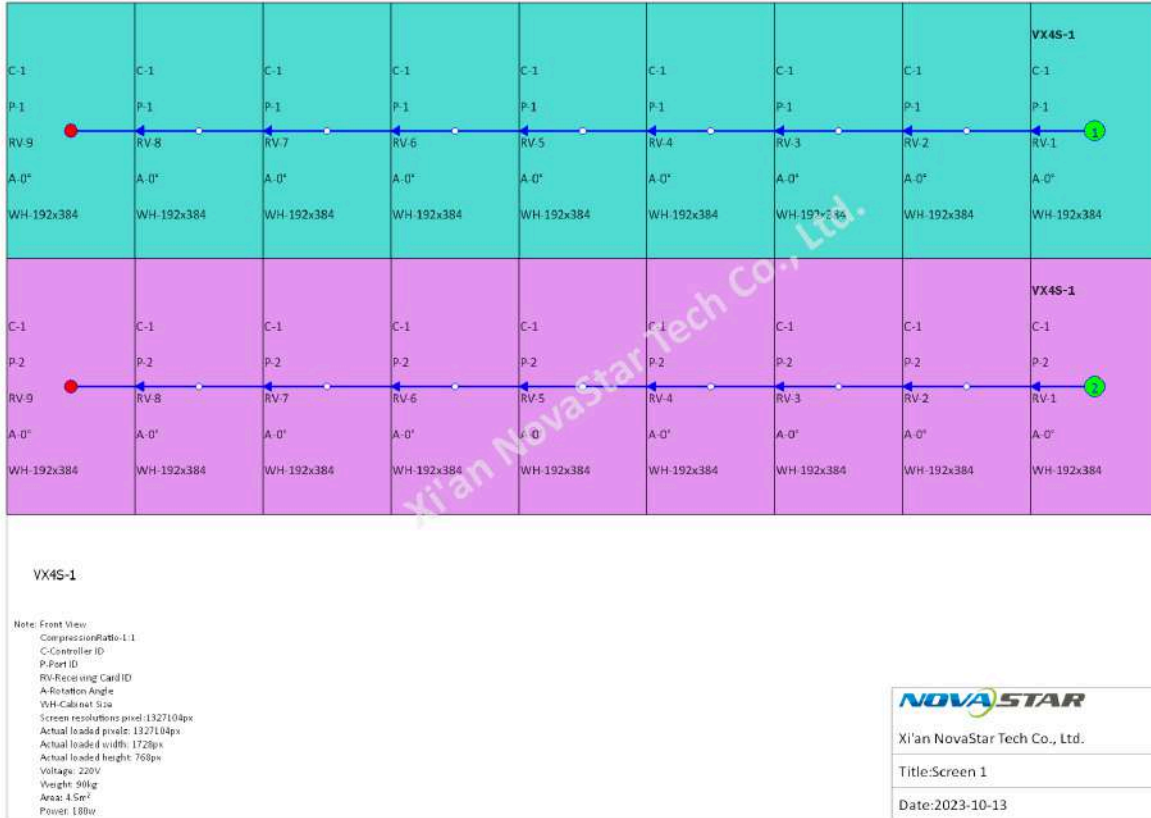 VX4S-1
C-1 C-1 C-1 C-1 C-1 C-1 C-1 C-1 C-1
P-1 P-1 P-1 P-1 P-1 P-1 P-1 P-1 P-1
1
RV-9 RV-8 RV-7 RV-6 RV-5 RV-4 RV-3 RV-2 RV-1
A-0° A-0° A-0° A-0° A-0° A-0° A-0° A-0° A-0°
WH-192x384 WH-192x384 WH-192x384 WH-192x384 WH-192x384 WH-192x384 WH-192x384 WH-192x384 WH-192x384
VX4S-1
C-1 C-1 C-1 C-1 C-1 C-1 C-1 C-1 C-1
P-2 P-2 P-2 P-2 P-2 P-2 P-2 P-2 P-2
2
RV-9 RV-8 RV-7 RV-6 RV-5 RV-4 RV-3 RV-2 RV-1
A-0° A-0° A-0° A-0° A-0° A-0° A-0° A-0° A-0°
WH-192x384 WH-192x384 WH-192x384 WH-192x384 WH-192x384 WH-192x384 WH-192x384 WH-192x384 WH-192x384
Xi'an NovaStar Tech Co., Ltd.
VX4S-1
Note: Front View
CompressionRatio-1:1
C-Controller ID
P-Port ID
RV-Receiving Card ID
A-Rotation Angle
WH-Cabinet Size
Screen resolutions pixel:1327104px
Actual loaded pixels: 1327104px
Actual loaded width: 1728px
Actual loaded height: 768px
Voltage: 220V
Weight: 90kg
Area: 4.5m²
Power: 188w
NOVASTAR
Xi'an NovaStar Tech Co., Ltd.
Title:Screen 1
Date:2023-10-13